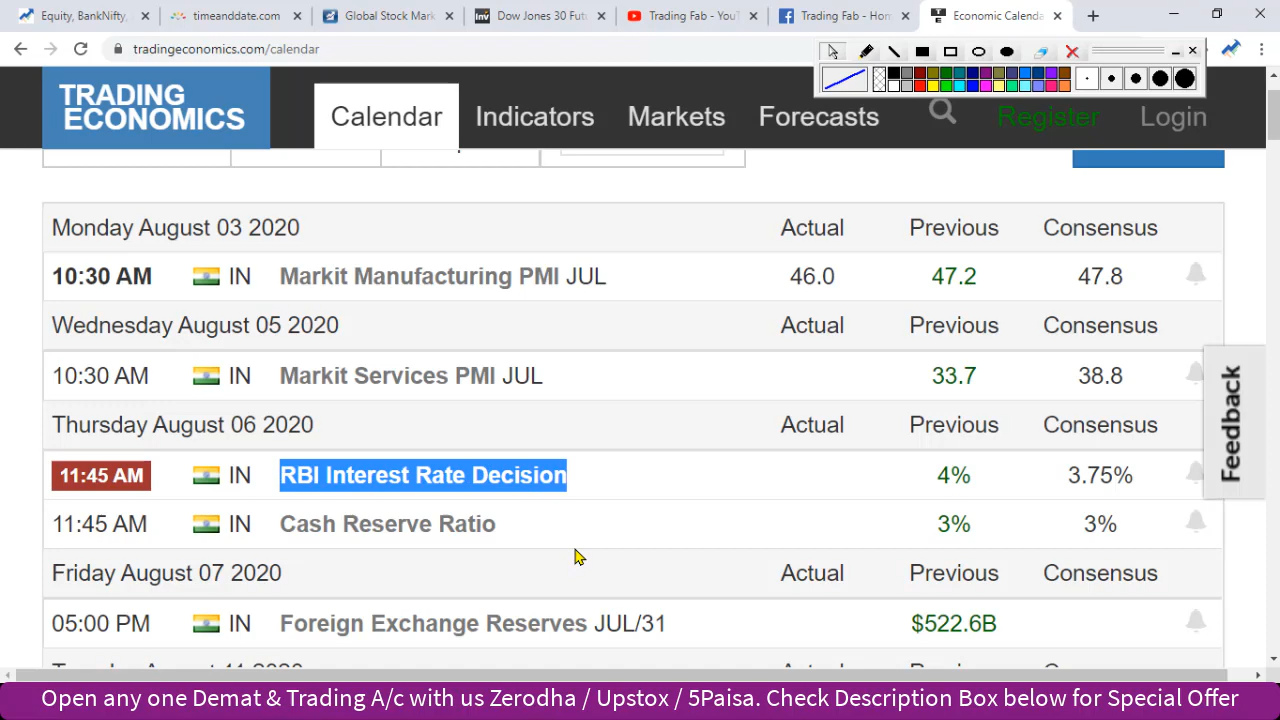 Equity, BankNifty,
timeanddate.com
Global Stock Mark
Dow Jones 30 Futu
Trading Fab - YouT
Trading Fab - Hom
Economic Calenda
tradingeconomics.com/calendar
TRADING
ECONOMICS
Calendar
Indicators
Markets
Forecasts
Register
Login
Monday August 03 2020 Actual Previous Consensus
10:30 AM IN Markit Manufacturing PMI JUL 46.0 47.2 47.8
Wednesday August 05 2020 Actual Previous Consensus
10:30 AM IN Markit Services PMI JUL 33.7 38.8
Thursday August 06 2020 Actual Previous Consensus
11:45 AM IN RBI Interest Rate Decision 4% 3.75%
11:45 AM IN Cash Reserve Ratio 3% 3%
Friday August 07 2020 Actual Previous Consensus
05:00 PM IN Foreign Exchange Reserves JUL/31 $522.6B
Feedback
Open any one Demat & Trading A/c with us Zerodha / Upstox / 5Paisa. Check Description Box below for Special Offer